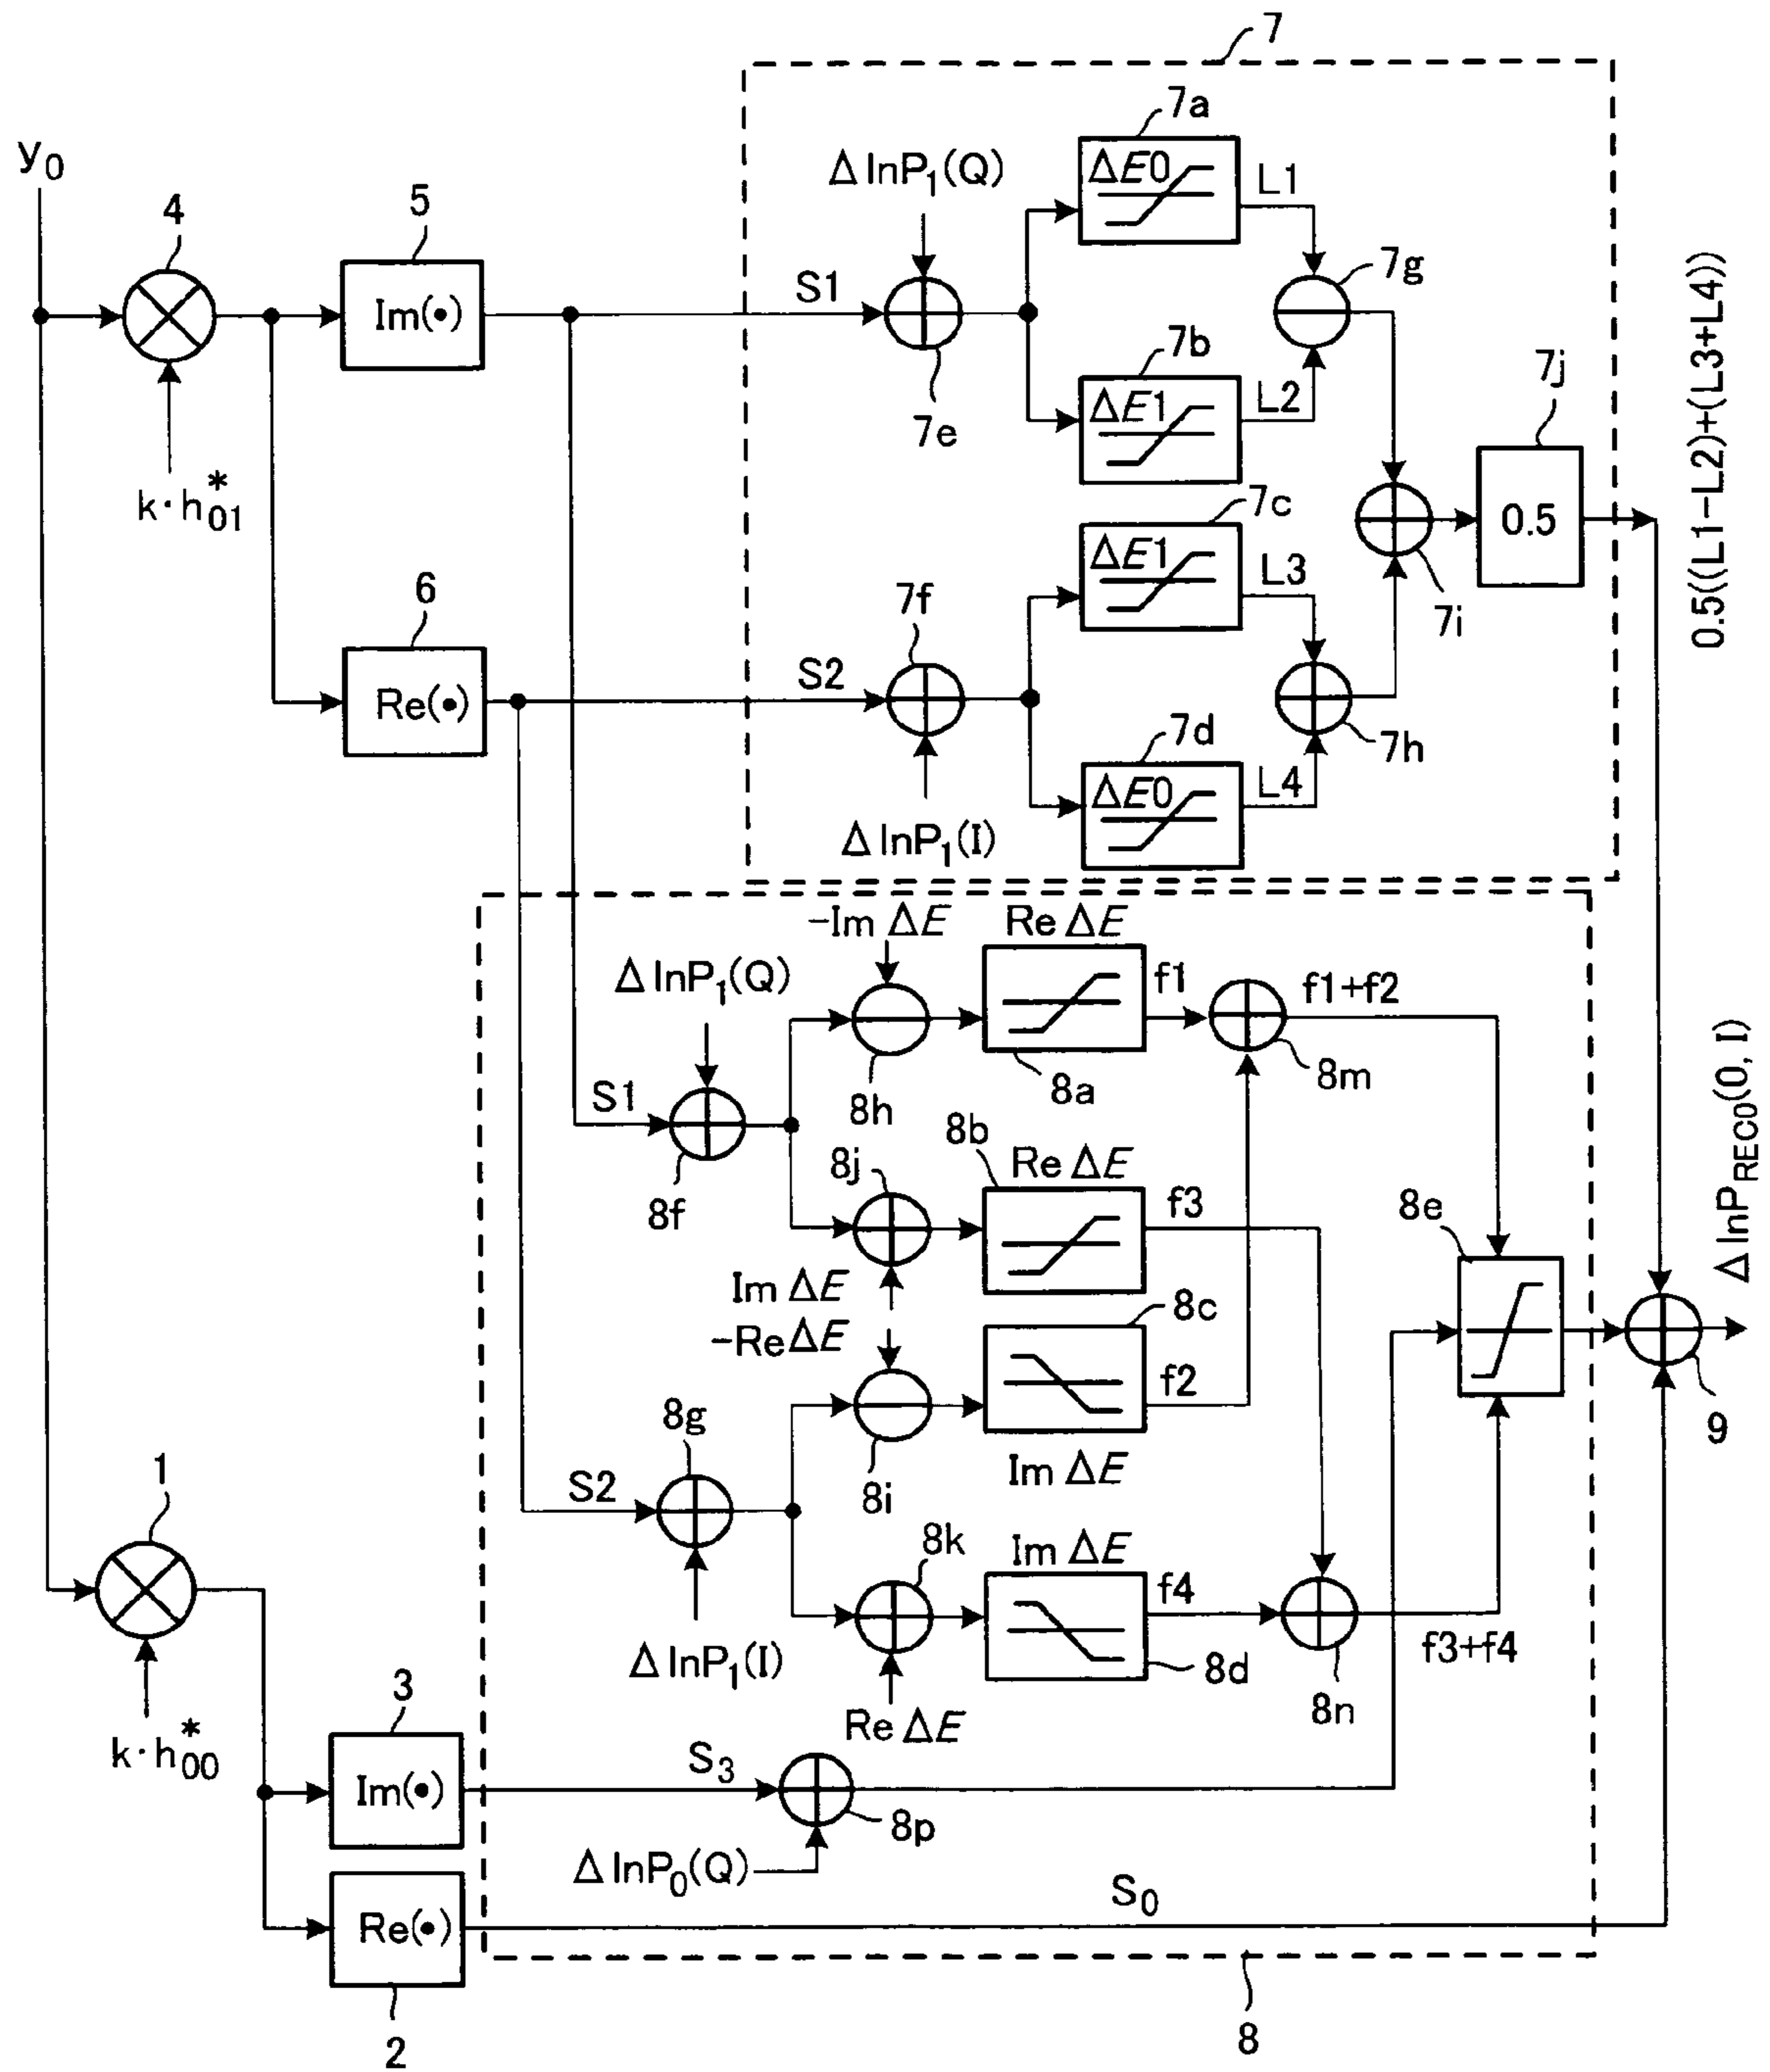 7
7a
y₀
ΔlnP₁(Q)
ΔE0
L1
4
5
7g
S1
Im(•)
7b
7e
ΔE1
L2
7j
0.5((L1−L2)+(L3+L4))
k·h*₀₁
7c
0.5
ΔE1
L3
6
7f
7i
S2
Re(•)
7d
7h
ΔE0
L4
ΔlnP₁(I)
−Im ΔE
Re ΔE
ΔlnP₁(Q)
f1
f1+f2
8m
8a
8h
S1
8b
8j
Re ΔE
8f
f3
8e
ΔlnP_REC0(0, I)
Im ΔE
8c
−Re ΔE
f2
8g
9
1
S2
8i
Im ΔE
8k
Im ΔE
f4
ΔlnP₁(I)
8d
f3+f4
3
8n
Re ΔE
k·h*₀₀
S₃
Im(•)
8p
ΔlnP₀(Q)
S₀
Re(•)
2
8